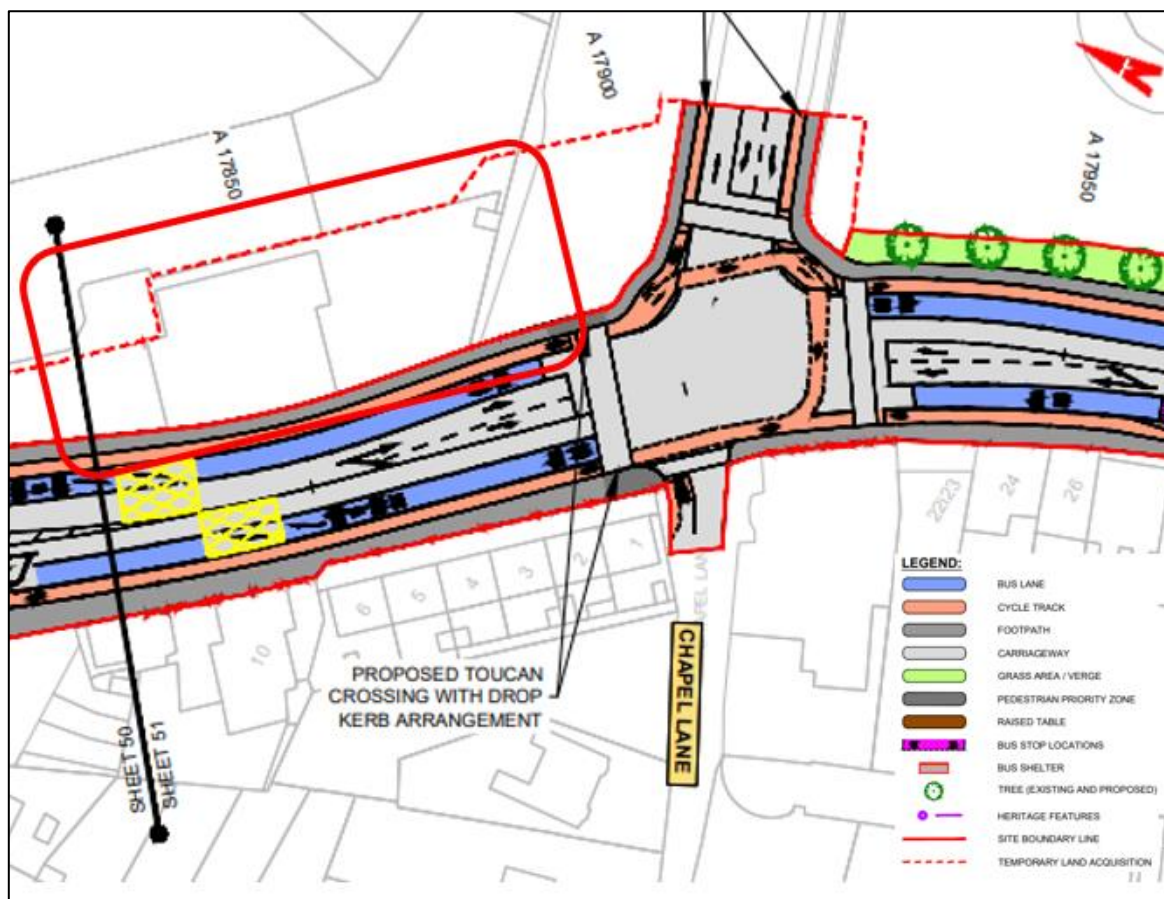 A 17850
A 17900
A 17950
SHEET 50
SHEET 51
PROPOSED TOUCAN
CROSSING WITH DROP
KERB ARRANGEMENT
CHAPEL LANE
10
6
5
4
3
2
1
22\23
24
26
LEGEND:
BUS LANE
CYCLE TRACK
FOOTPATH
CARRIAGEWAY
GRASS AREA / VERGE
PEDESTRIAN PRIORITY ZONE
RAISED TABLE
BUS STOP LOCATIONS
BUS SHELTER
TREE (EXISTING AND PROPOSED)
HERITAGE FEATURES
SITE BOUNDARY LINE
TEMPORARY LAND ACQUISITION